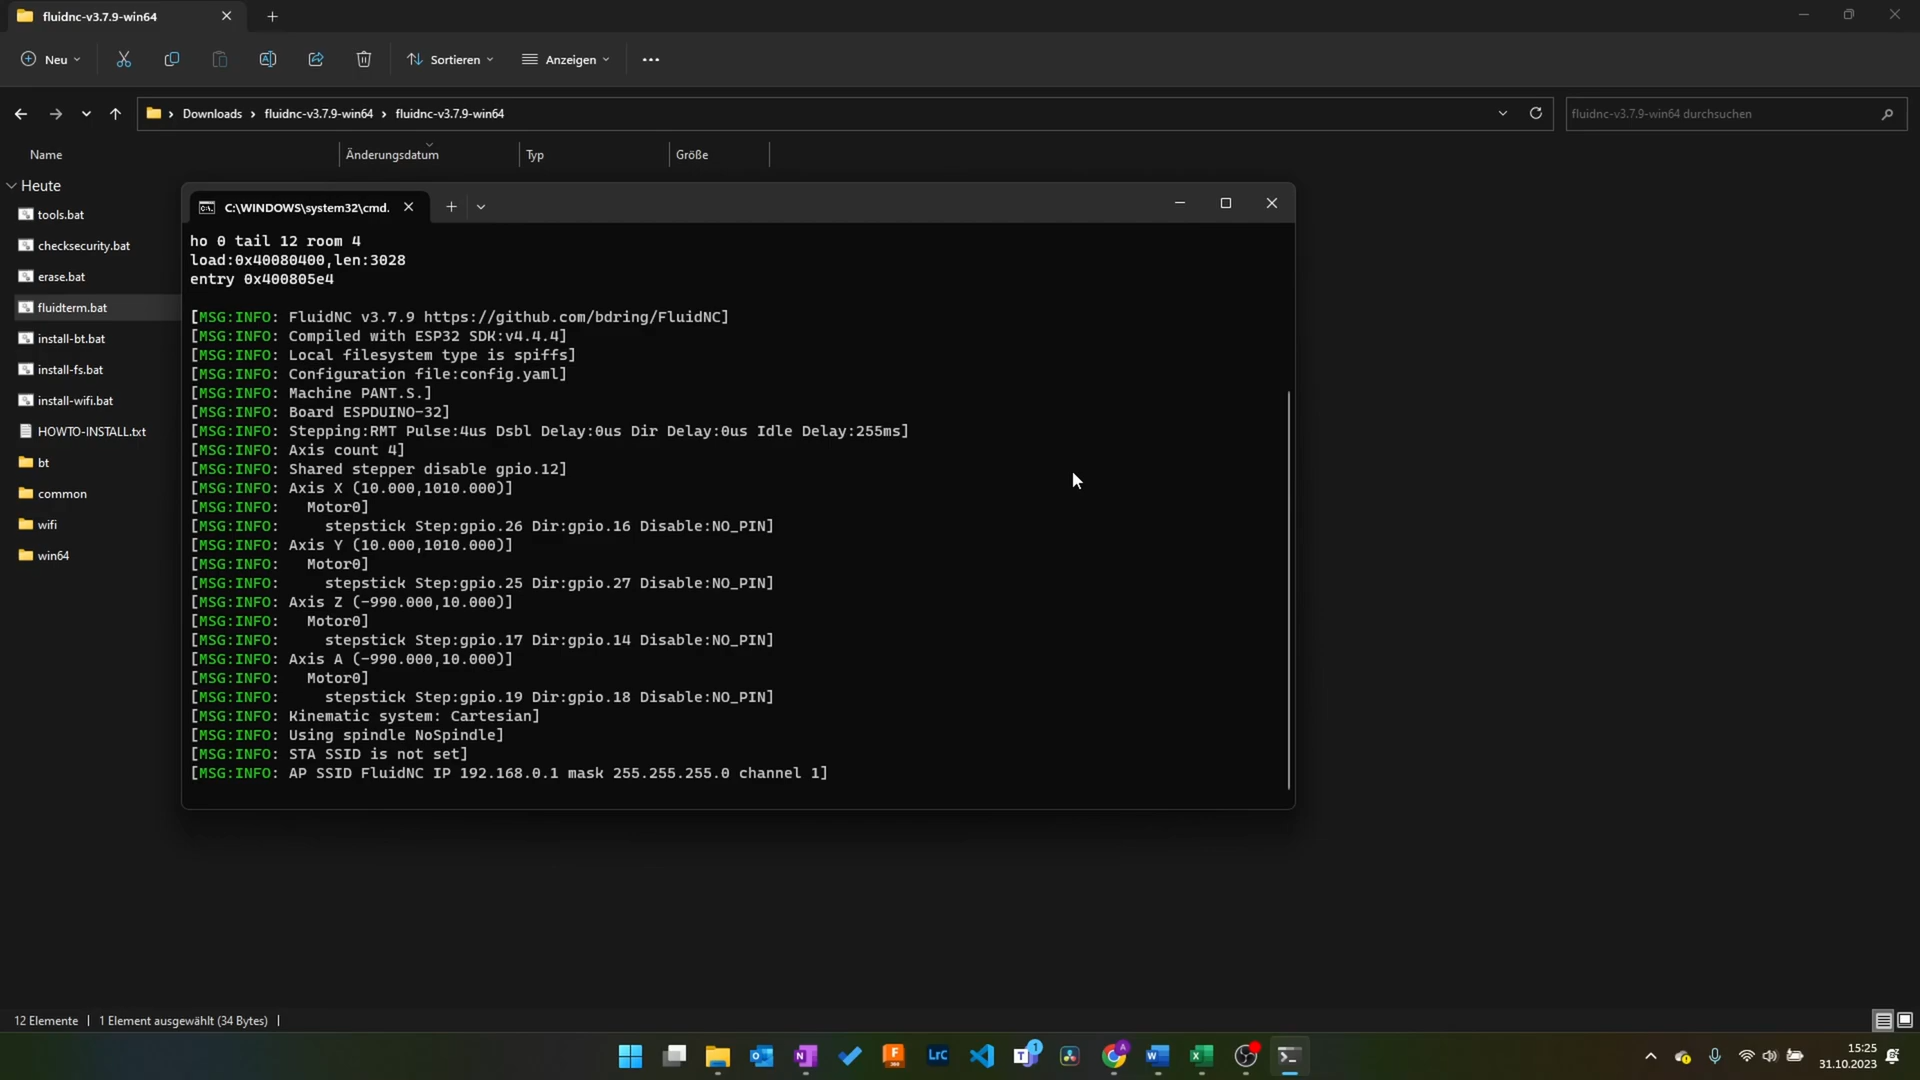 fluidnc-v3.7.9-win64
Neu
Sortieren
Anzeigen
Downloads
fluidnc-v3.7.9-win64
fluidnc-v3.7.9-win64
fluidnc-v3.7.9-win64 durchsuchen
Name
Änderungsdatum
Typ
Größe
Heute
tools.bat
checksecurity.bat
erase.bat
fluidterm.bat
install-bt.bat
install-fs.bat
install-wifi.bat
HOWTO-INSTALL.txt
bt
common
wifi
win64
C:\WINDOWS\system32\cmd.
ho 0 tail 12 room 4
load:0x40080400,len:3028
entry 0x400805e4
[MSG:INFO: FluidNC v3.7.9 https://github.com/bdring/FluidNC]
[MSG:INFO: Compiled with ESP32 SDK:v4.4.4]
[MSG:INFO: Local filesystem type is spiffs]
[MSG:INFO: Configuration file:config.yaml]
[MSG:INFO: Machine PANT.S.]
[MSG:INFO: Board ESPDUINO-32]
[MSG:INFO: Stepping:RMT Pulse:4us Dsbl Delay:0us Dir Delay:0us Idle Delay:255ms]
[MSG:INFO: Axis count 4]
[MSG:INFO: Shared stepper disable gpio.12]
[MSG:INFO: Axis X (10.000,1010.000)]
[MSG:INFO:   Motor0]
[MSG:INFO:     stepstick Step:gpio.26 Dir:gpio.16 Disable:NO_PIN]
[MSG:INFO: Axis Y (10.000,1010.000)]
[MSG:INFO:   Motor0]
[MSG:INFO:     stepstick Step:gpio.25 Dir:gpio.27 Disable:NO_PIN]
[MSG:INFO: Axis Z (-990.000,10.000)]
[MSG:INFO:   Motor0]
[MSG:INFO:     stepstick Step:gpio.17 Dir:gpio.14 Disable:NO_PIN]
[MSG:INFO: Axis A (-990.000,10.000)]
[MSG:INFO:   Motor0]
[MSG:INFO:     stepstick Step:gpio.19 Dir:gpio.18 Disable:NO_PIN]
[MSG:INFO: Kinematic system: Cartesian]
[MSG:INFO: Using spindle NoSpindle]
[MSG:INFO: STA SSID is not set]
[MSG:INFO: AP SSID FluidNC IP 192.168.0.1 mask 255.255.255.0 channel 1]
12 Elemente
1 Element ausgewählt (34 Bytes)
LrC
1
A
15:25
31.10.2023